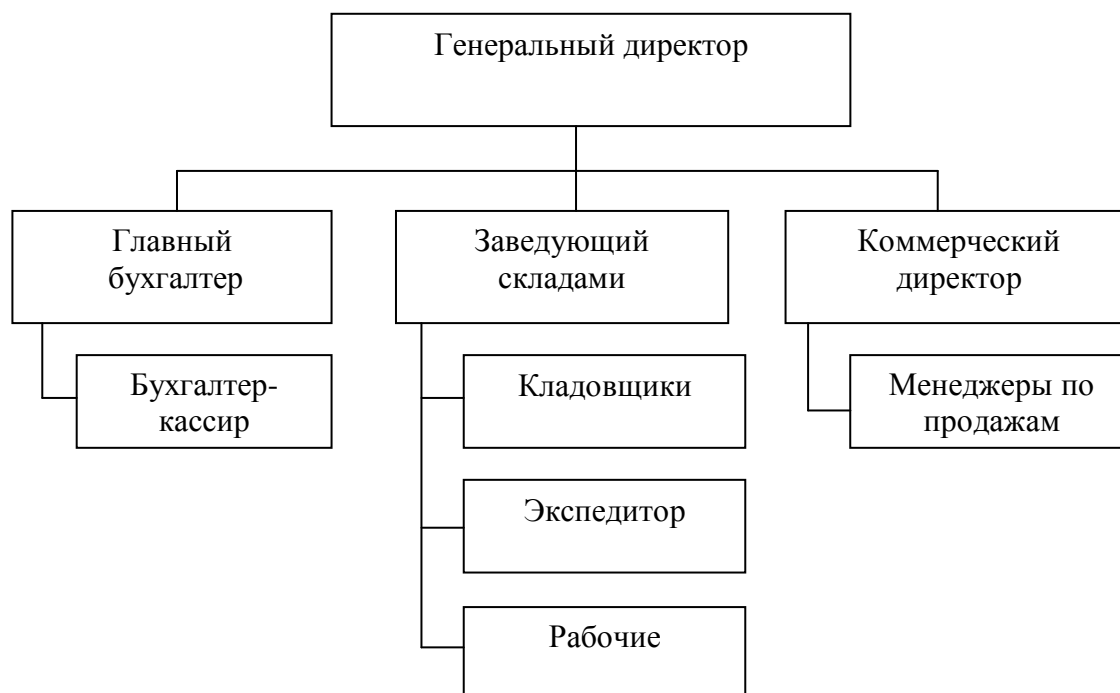 Генеральный директор
Главный
бухгалтер
Заведующий
складами
Коммерческий
директор
Бухгалтер-
кассир
Кладовщики
Менеджеры по
продажам
Экспедитор
Рабочие